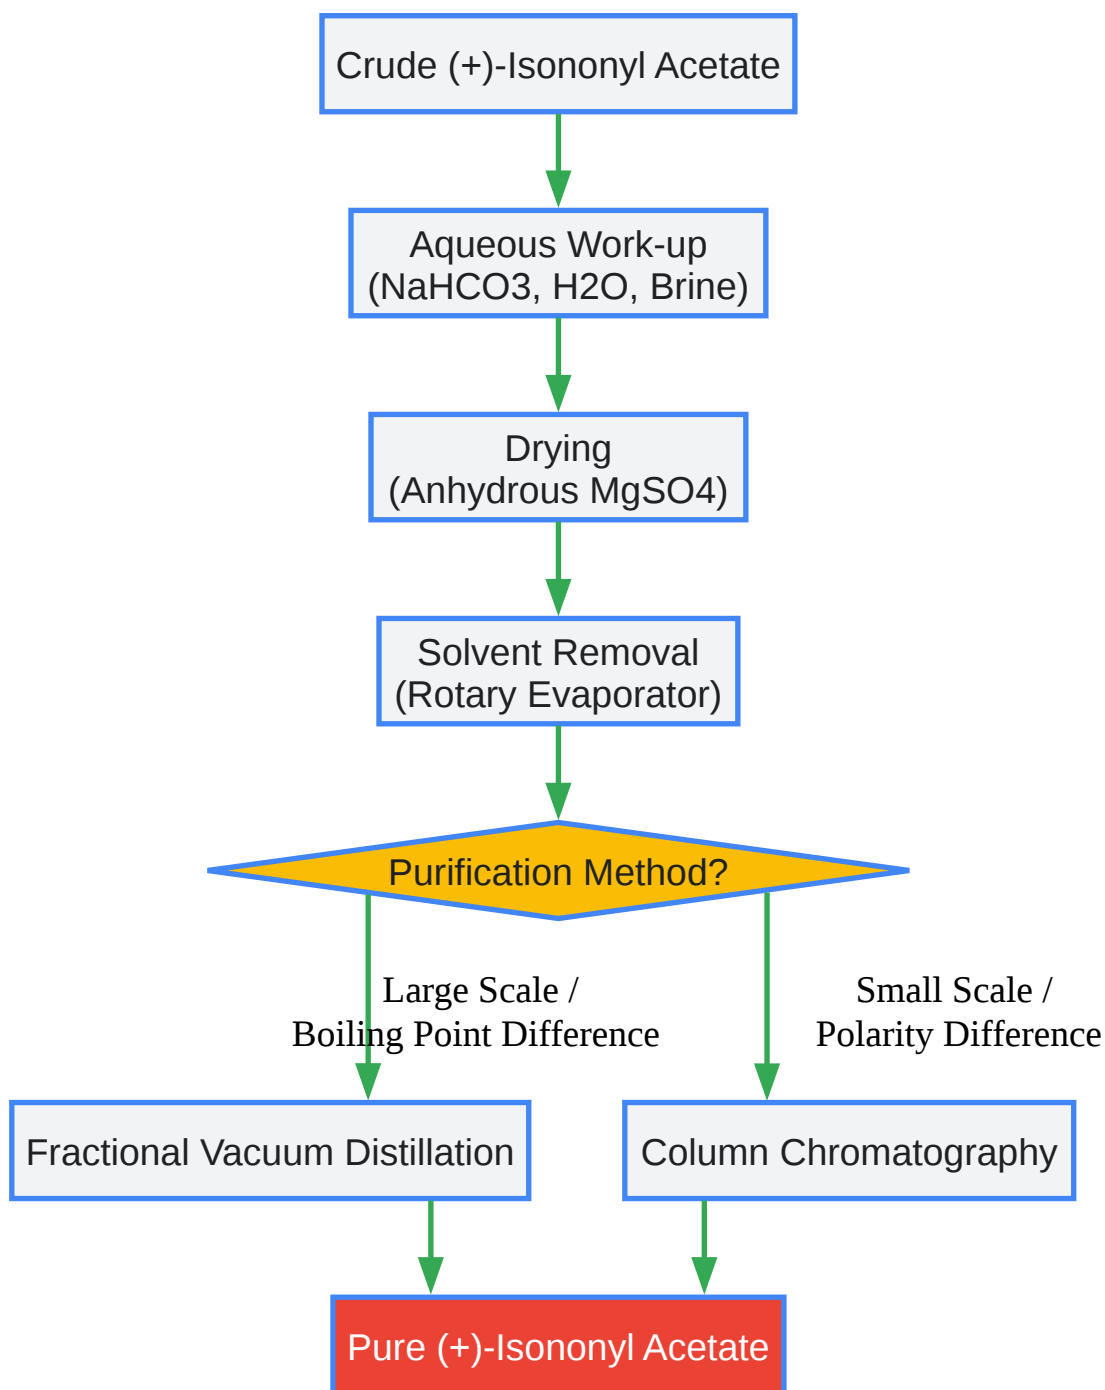 Crude (+)-Isononyl Acetate
Aqueous Work-up
(NaHCO3, H2O, Brine)
Drying
(Anhydrous MgSO4)
Solvent Removal
(Rotary Evaporator)
Purification Method?
Large Scale /
Boiling Point Difference
Small Scale /
Polarity Difference
Fractional Vacuum Distillation
Column Chromatography
Pure (+)-Isononyl Acetate